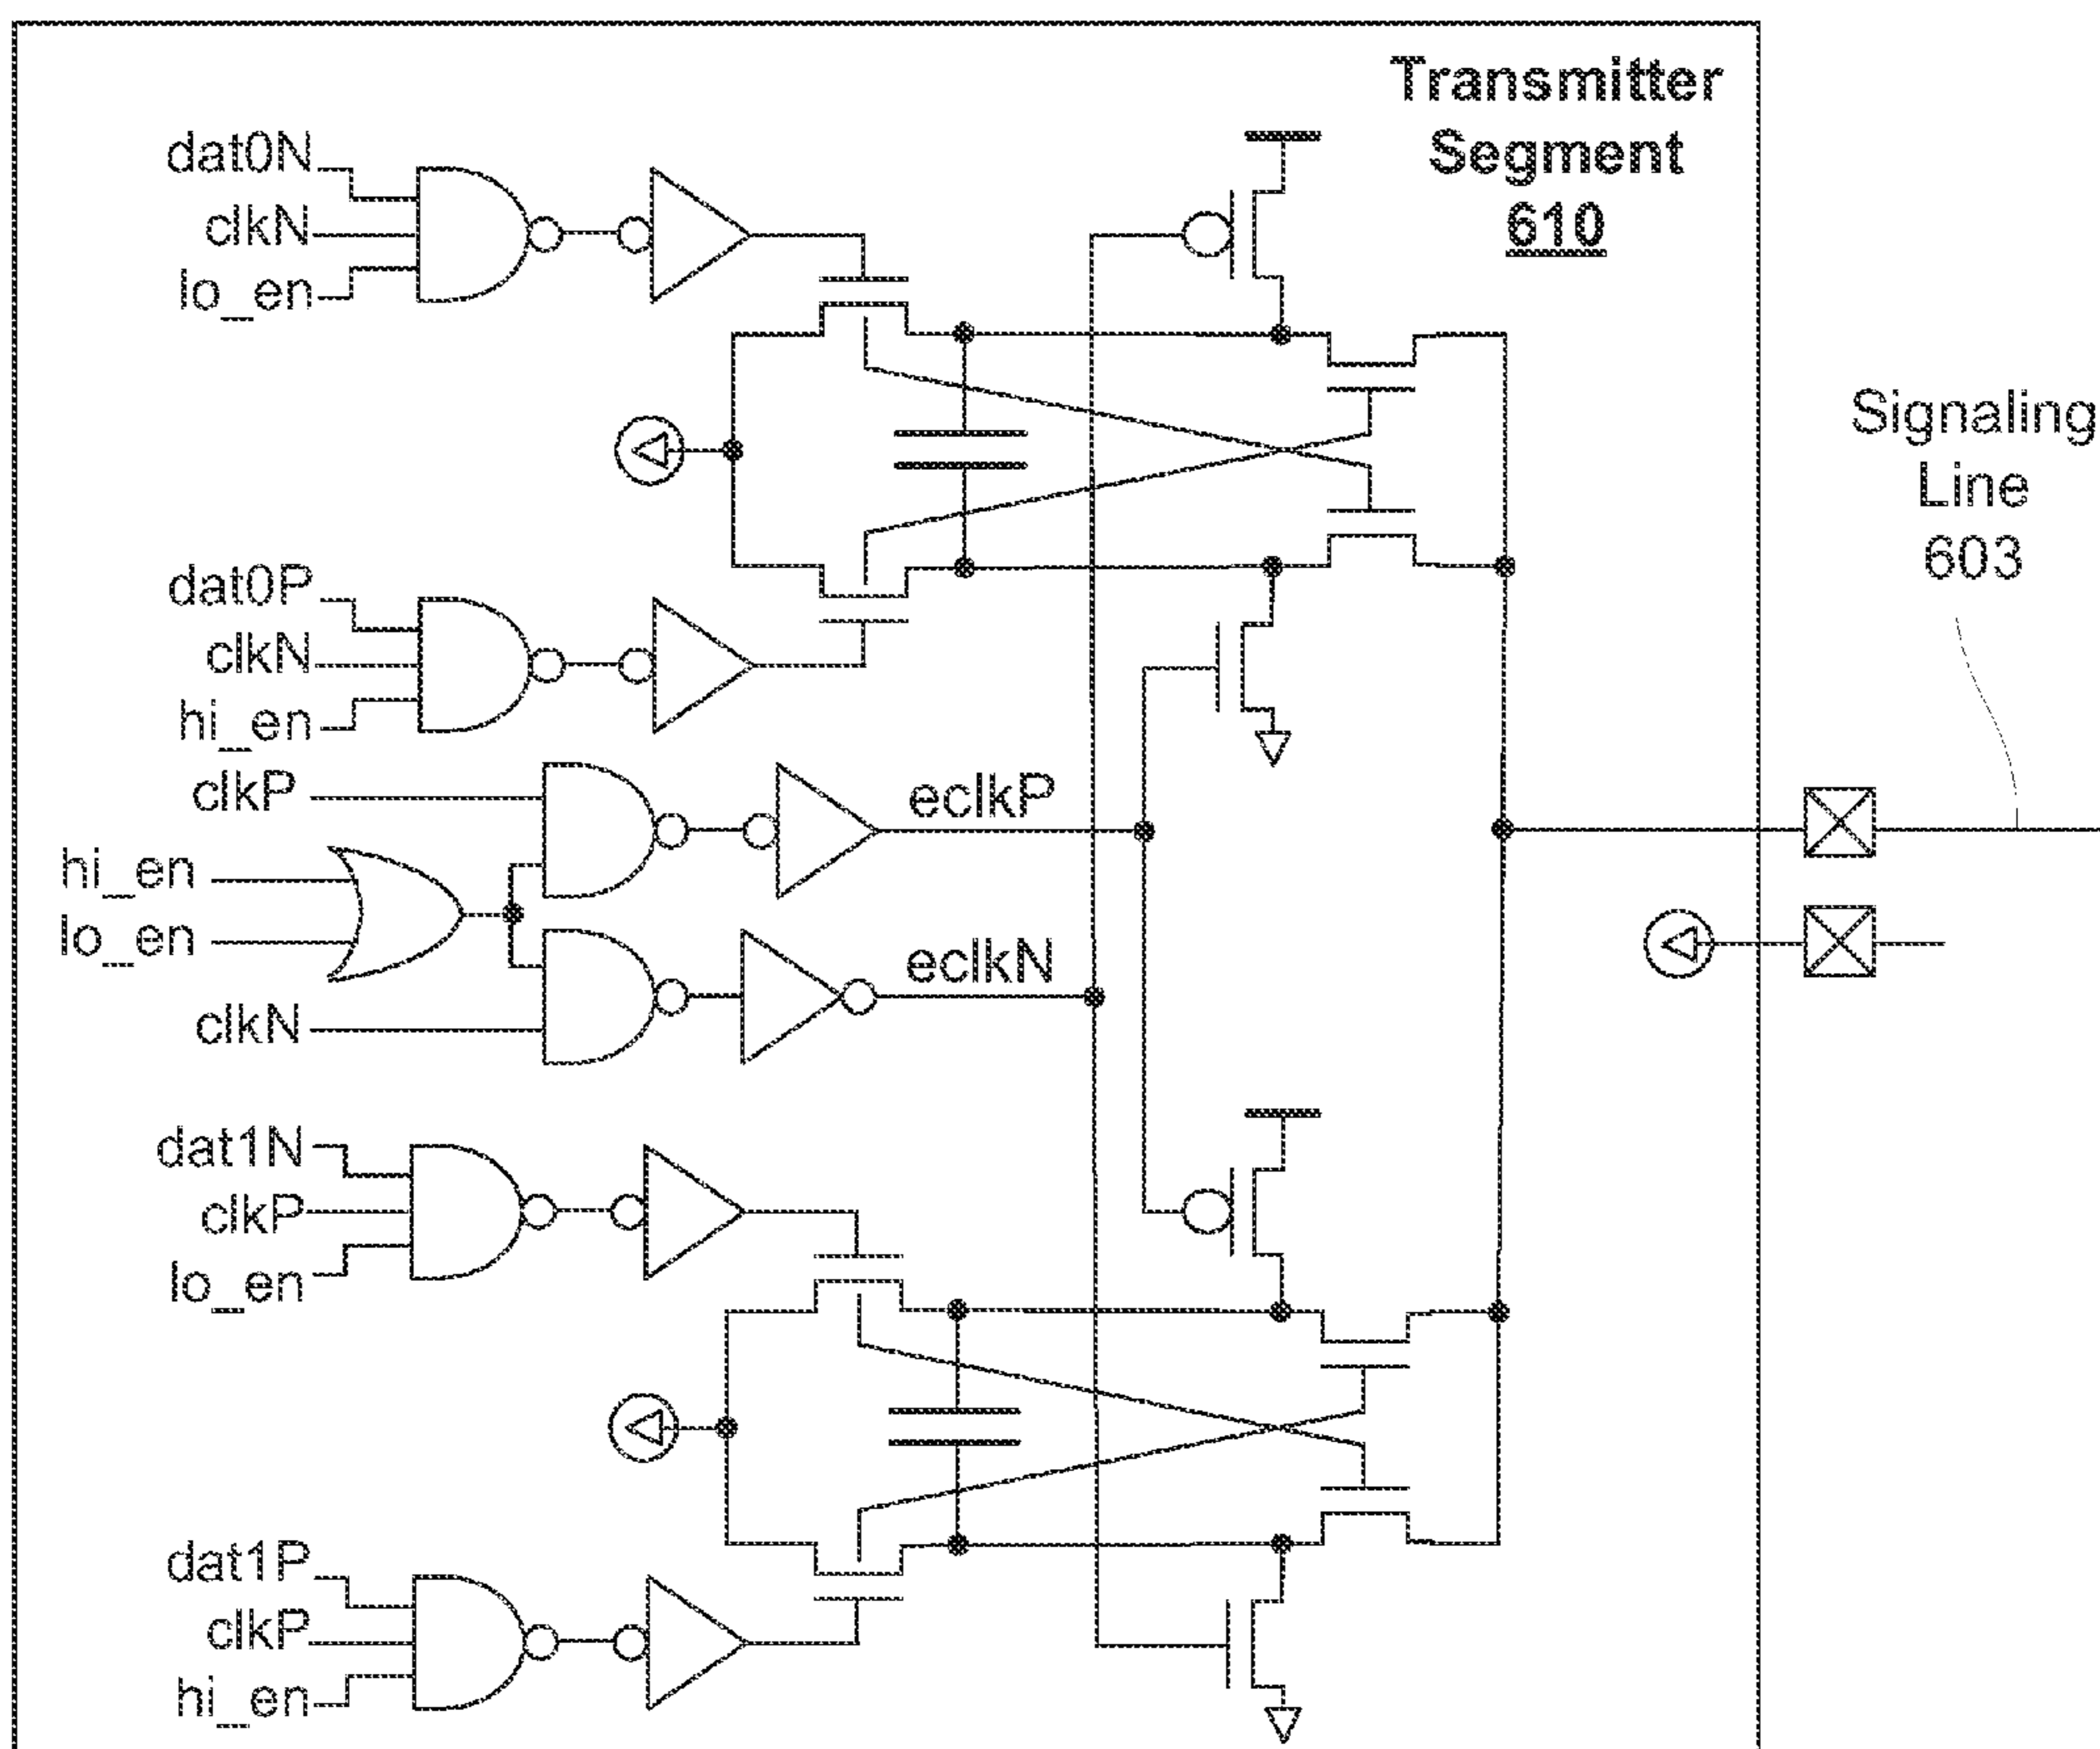 Transmitter
Segment
610
dat0N
clkN
lo_en
Signaling
Line
603
dat0P
clkN
hi_en
clkP
eclkP
hi_en
lo_en
eclkN
clkN
dat1N
clkP
lo_en
dat1P
clkP
hi_en